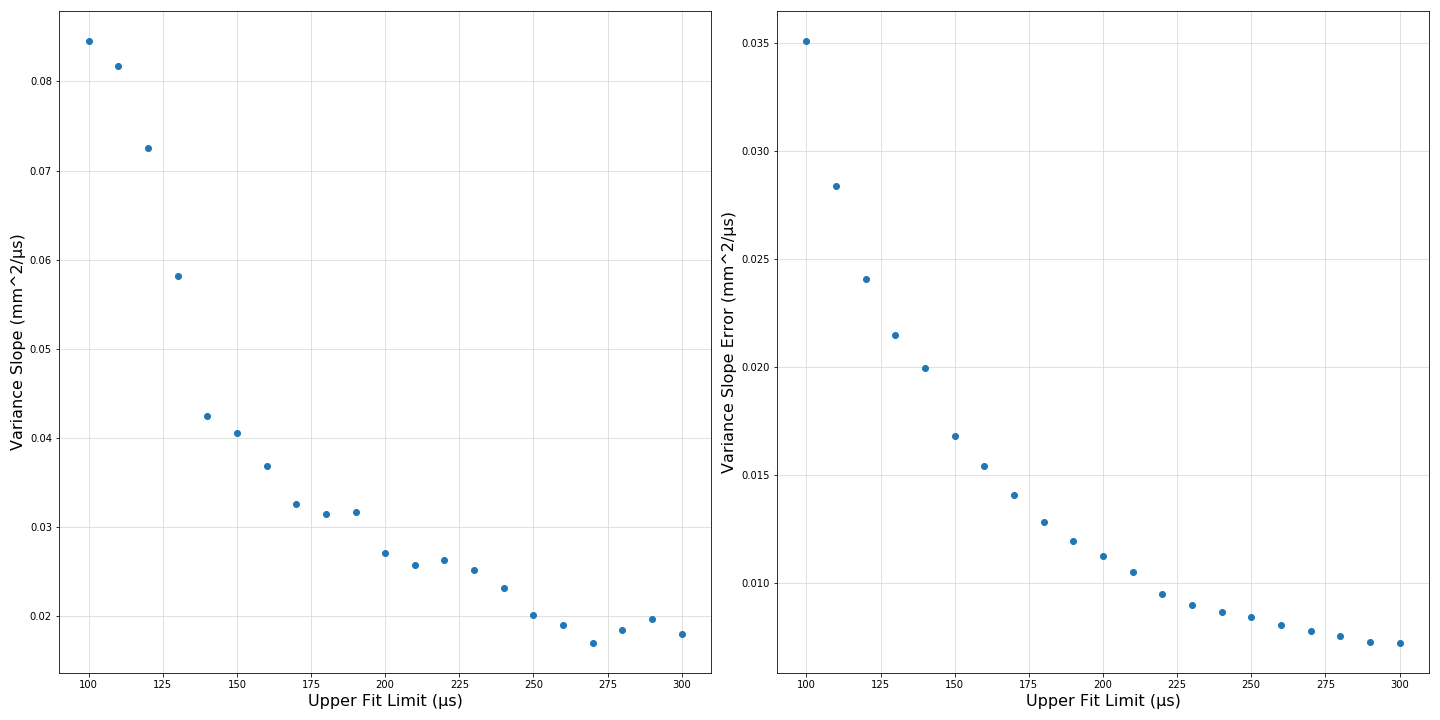 0.08
0.07
0.06
0.05
0.04
0.03
0.02
Variance Slope (mm^2/μs)
100 125 150 175 200 225 250 275 300
Upper Fit Limit (μs)
0.035
0.030
0.025
0.020
0.015
0.010
Variance Slope Error (mm^2/μs)
100 125 150 175 200 225 250 275 300
Upper Fit Limit (μs)